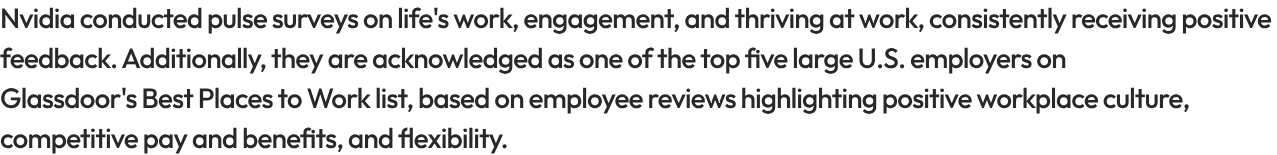 Nvidia conducted pulse surveys on life's work, engagement, and thriving at work, consistently receiving positive
feedback. Additionally, they are acknowledged as one of the top five large U.S. employers on
Glassdoor's Best Places to Work list, based on employee reviews highlighting positive workplace culture,
competitive pay and benefits, and flexibility.